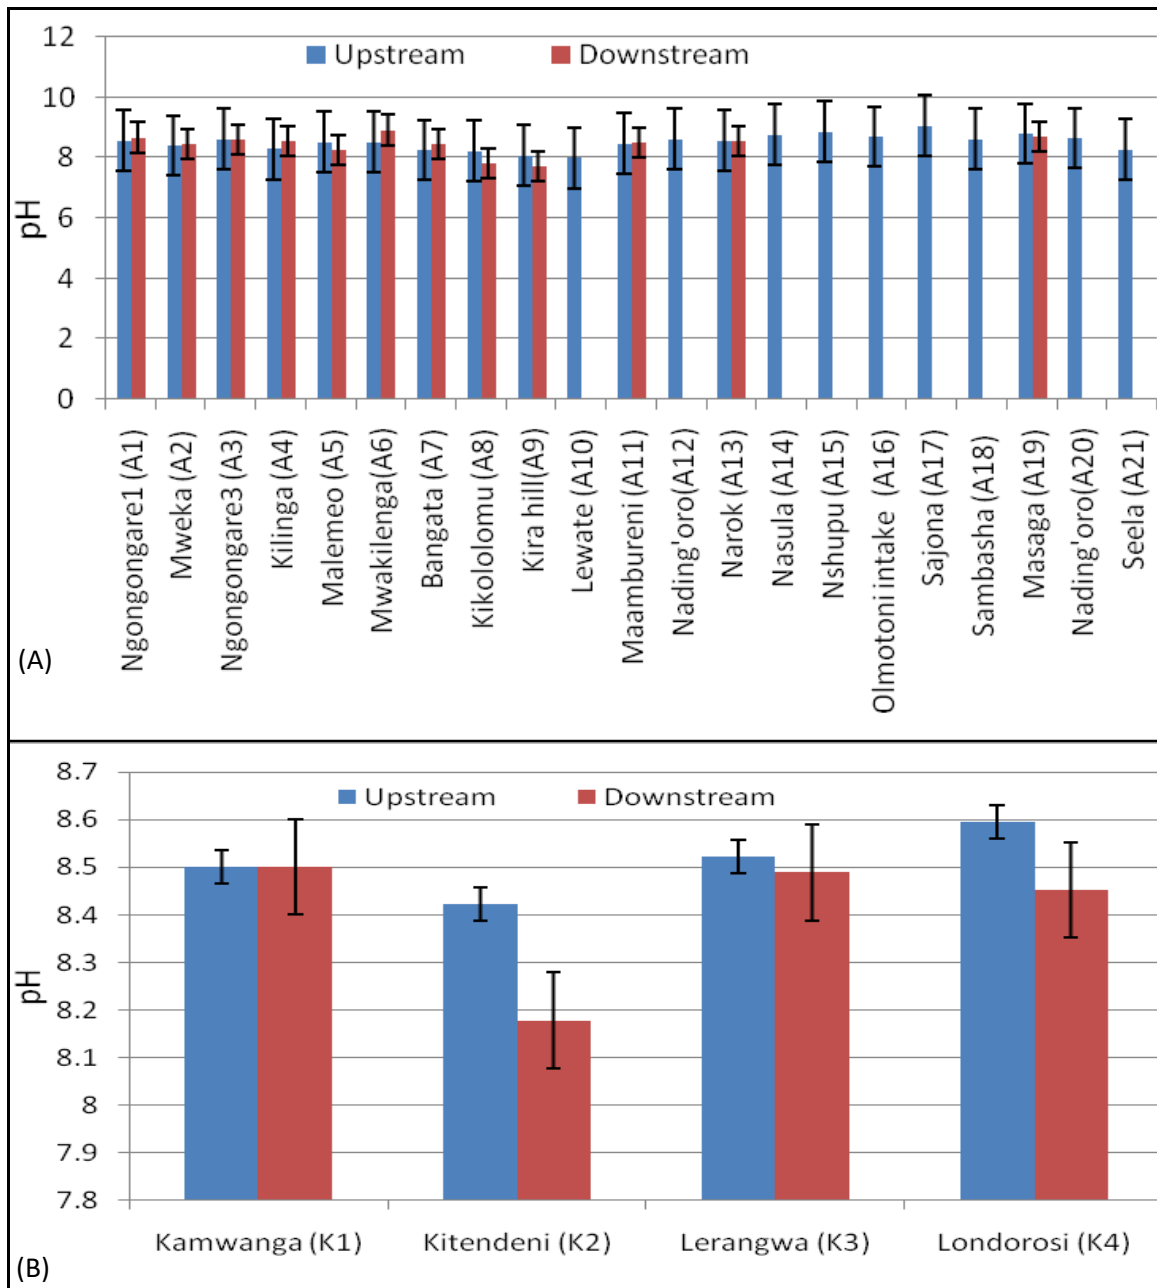 12
10
8
6
4
2
0
pH
Upstream Downstream
Ngongongare1 (A1)
Mweka (A2)
Ngongongare3 (A3)
Kilinga (A4)
Malemeo (A5)
Mwakilenga(A6)
Bangata (A7)
Kikololomu (A8)
Kira hill(A9)
Lewate (A10)
Maambureni (A11)
Nading'oro(A12)
Narok (A13)
Nasula (A14)
Nshupu (A15)
Olmotoni intake (A16)
Sajona (A17)
Sambasha (A18)
Masaga (A19)
Nading'oro(A20)
Seela (A21)
(A)
8.7
8.6
8.5
8.4
8.3
8.2
8.1
8
7.9
7.8
pH
Upstream Downstream
Kamwanga (K1) Kitendeni (K2) Lerangwa (K3) Londorosi (K4)
(B)